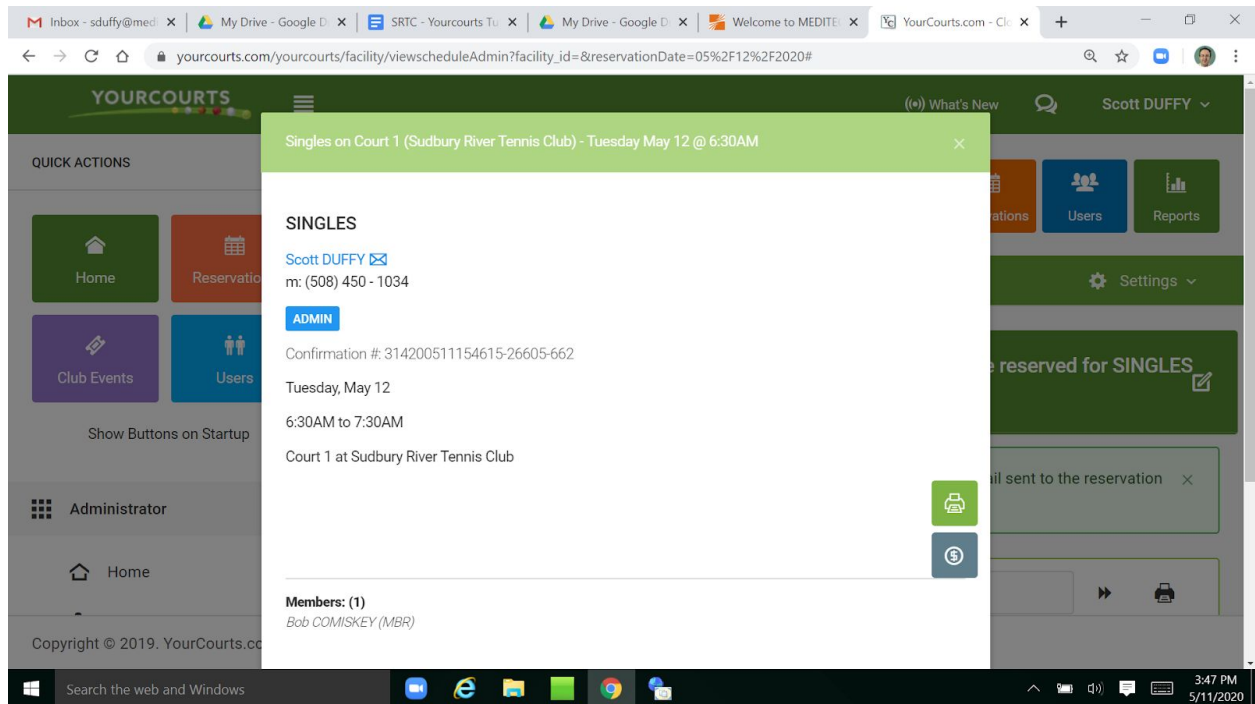 Inbox - sduffy@medi
My Drive - Google D
SRTC - Yourcourts Tu
My Drive - Google D
Welcome to MEDITE
YourCourts.com - Clo
yourcourts.com/yourcourts/facility/viewscheduleAdmin?facility_id=&reservationDate=05%2F12%2F2020#
YOURCOURTS
What's New
Scott DUFFY
Singles on Court 1 (Sudbury River Tennis Club) - Tuesday May 12 @ 6:30AM
QUICK ACTIONS
Home
Reservatio
Club Events
Users
Show Buttons on Startup
Administrator
Home
Copyright © 2019. YourCourts.co
SINGLES
Scott DUFFY
m: (508) 450 - 1034
ADMIN
Confirmation #: 314200511154615-26605-662
Tuesday, May 12
6:30AM to 7:30AM
Court 1 at Sudbury River Tennis Club
Members: (1)
Bob COMISKEY (MBR)
ations
Users
Reports
Settings
e reserved for SINGLES
ail sent to the reservation
Search the web and Windows
3:47 PM
5/11/2020